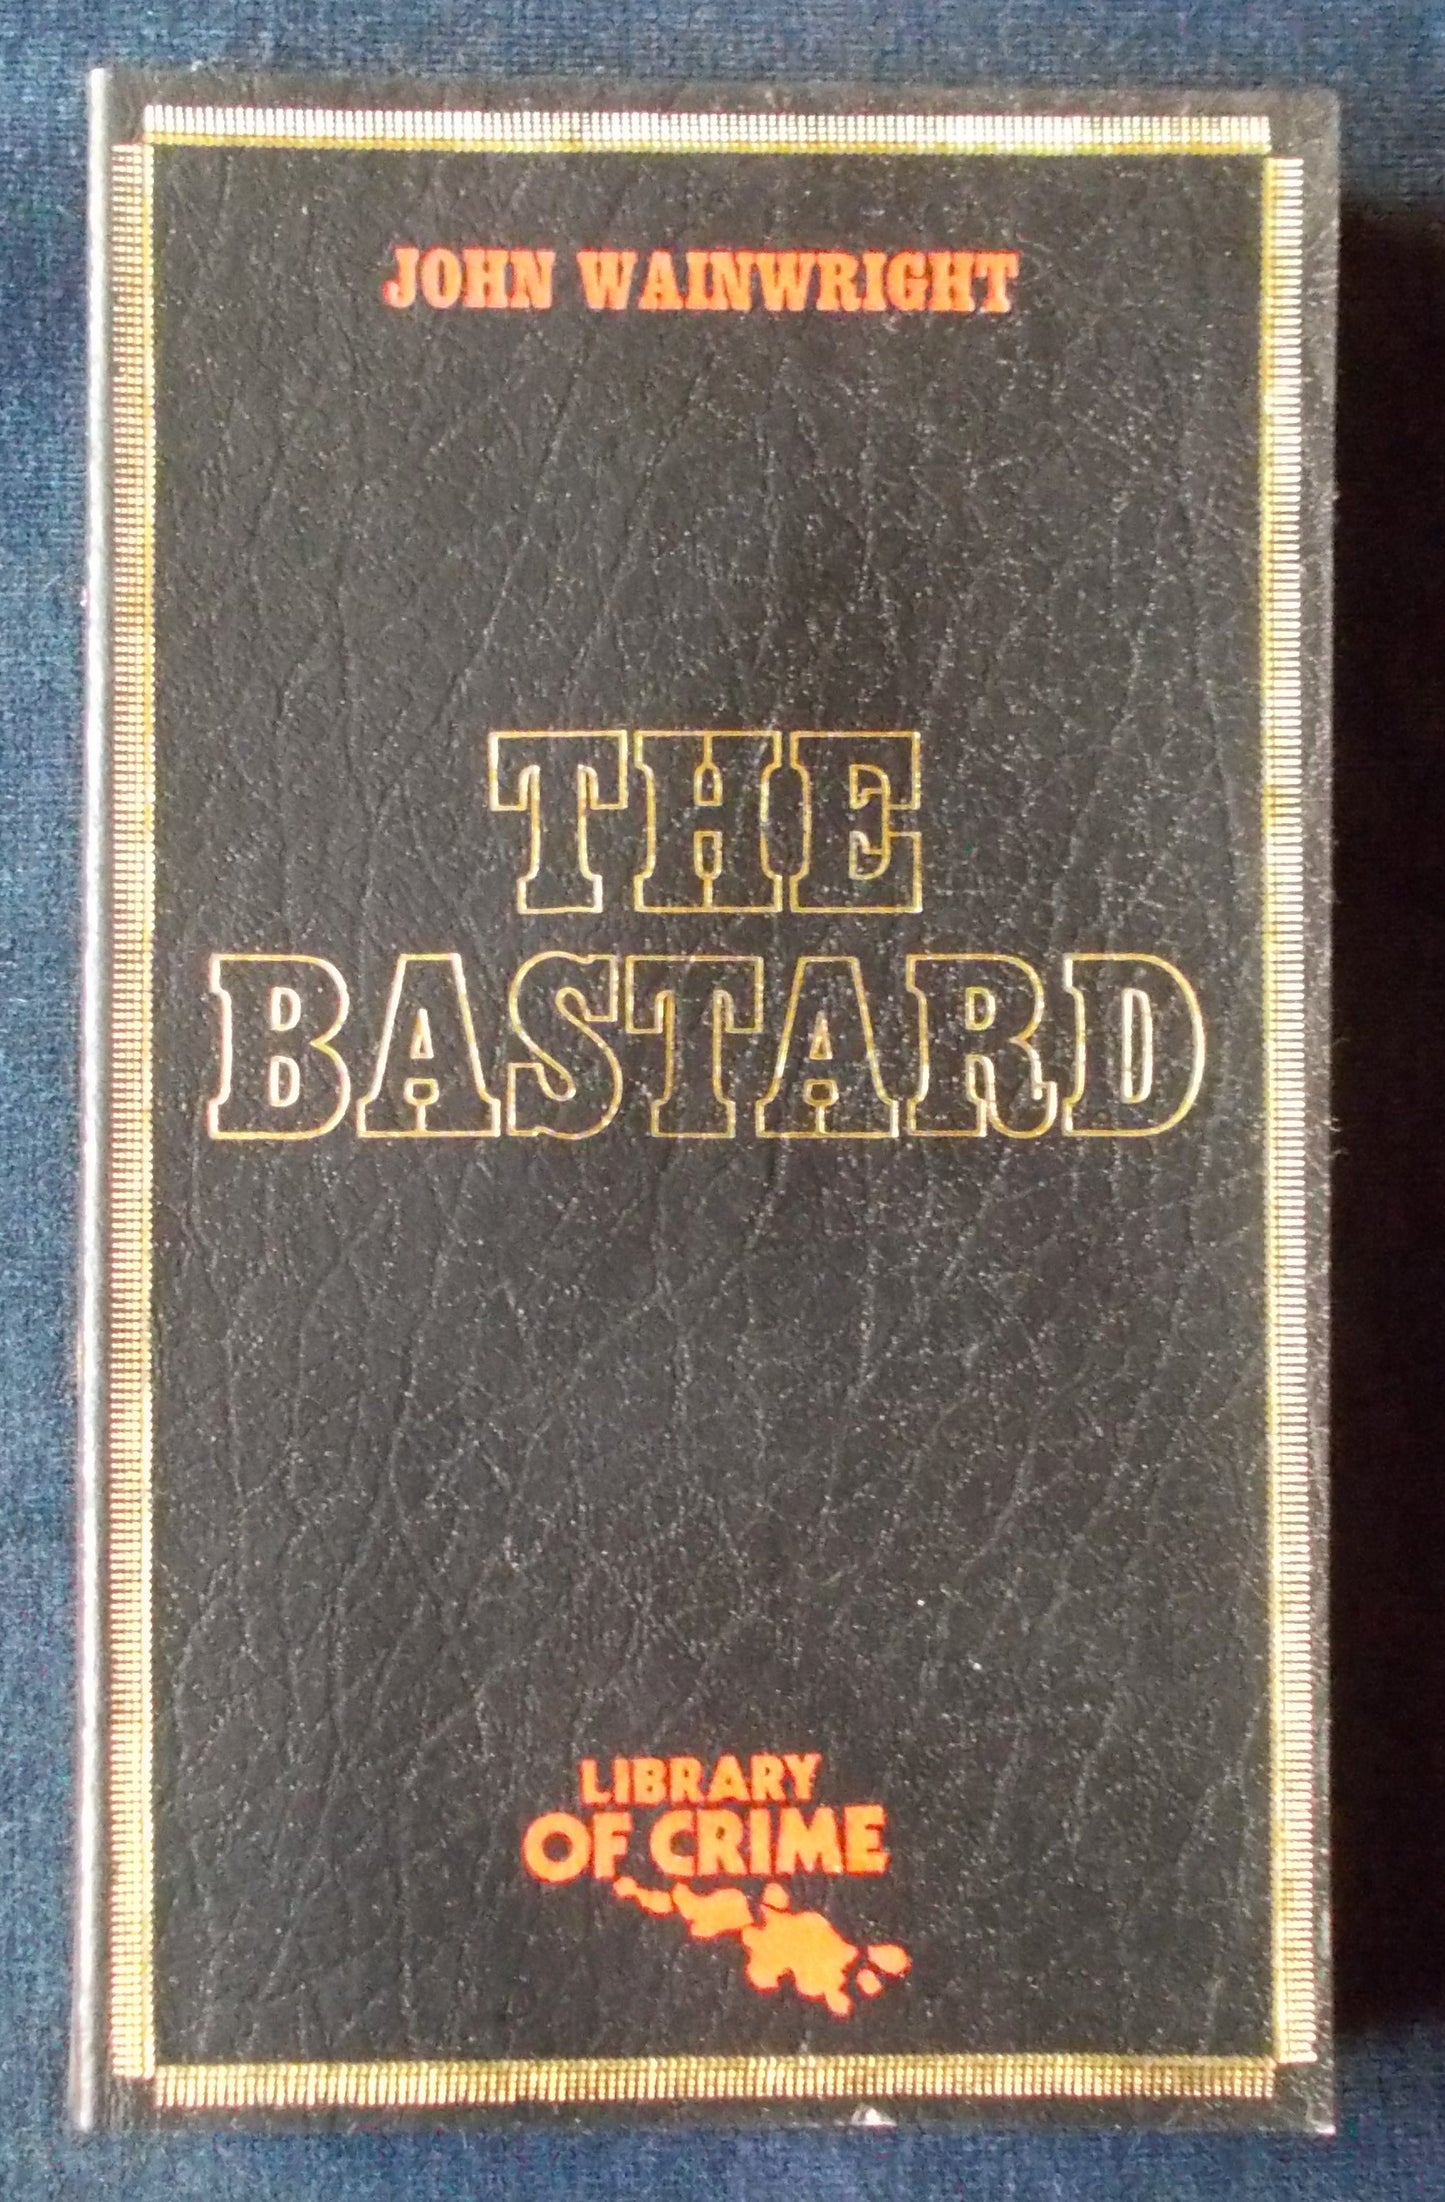 JOHN WAINWRIGHT
THE
BASTARD
LIBRARY
OF CRIME